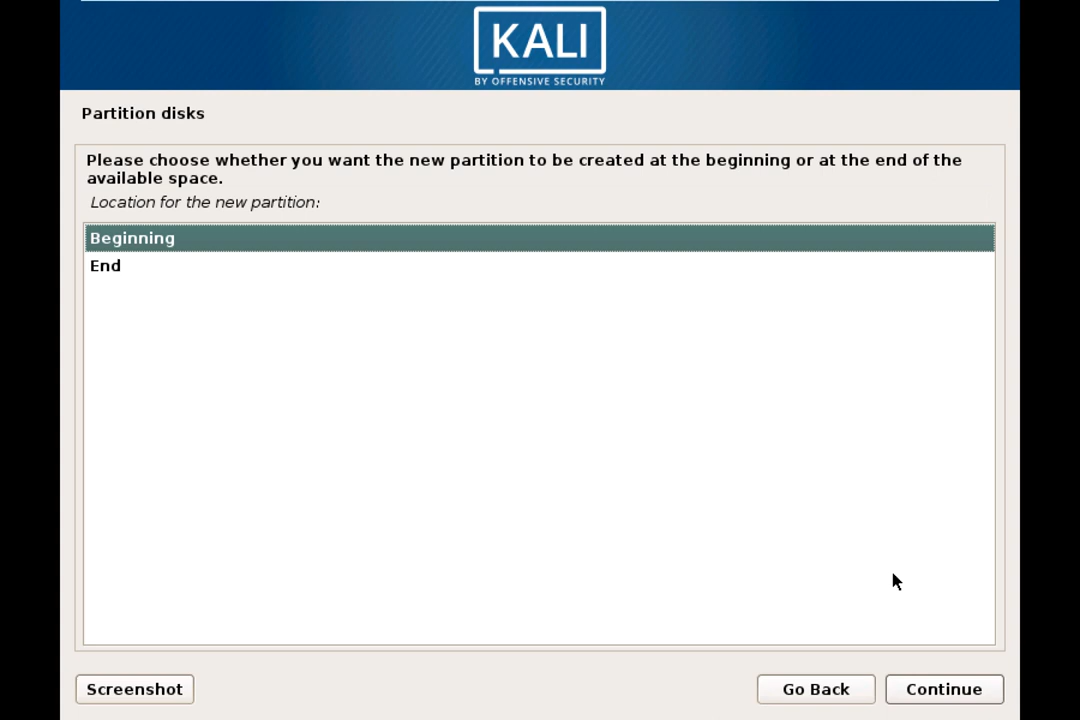 KALI
BY OFFENSIVE SECURITY
Partition disks
Please choose whether you want the new partition to be created at the beginning or at the end of the
available space.
Location for the new partition:
Beginning
End
Screenshot
Go Back
Continue